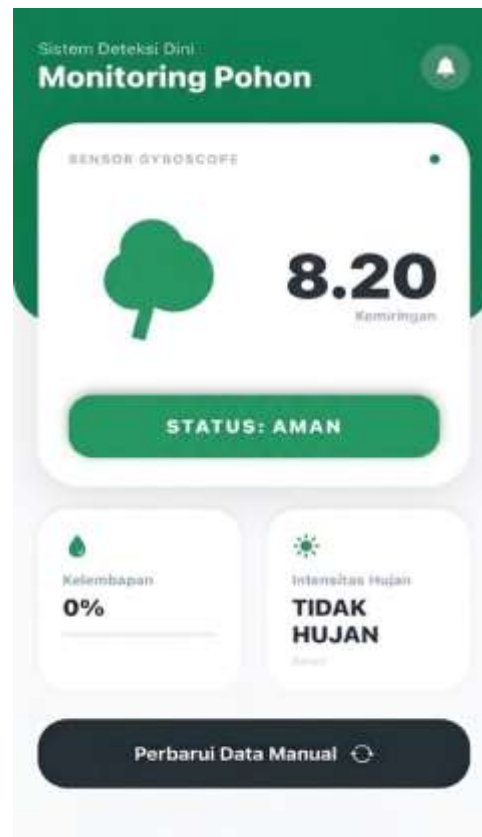 Sistem Deteksi Dini
Monitoring Pohon
SENSOR GYROSCOPE
8.20
Kemiringan
STATUS: AMAN
Kelembapan
0%
Intensitas Hujan
TIDAK
HUJAN
Perbarui Data Manual